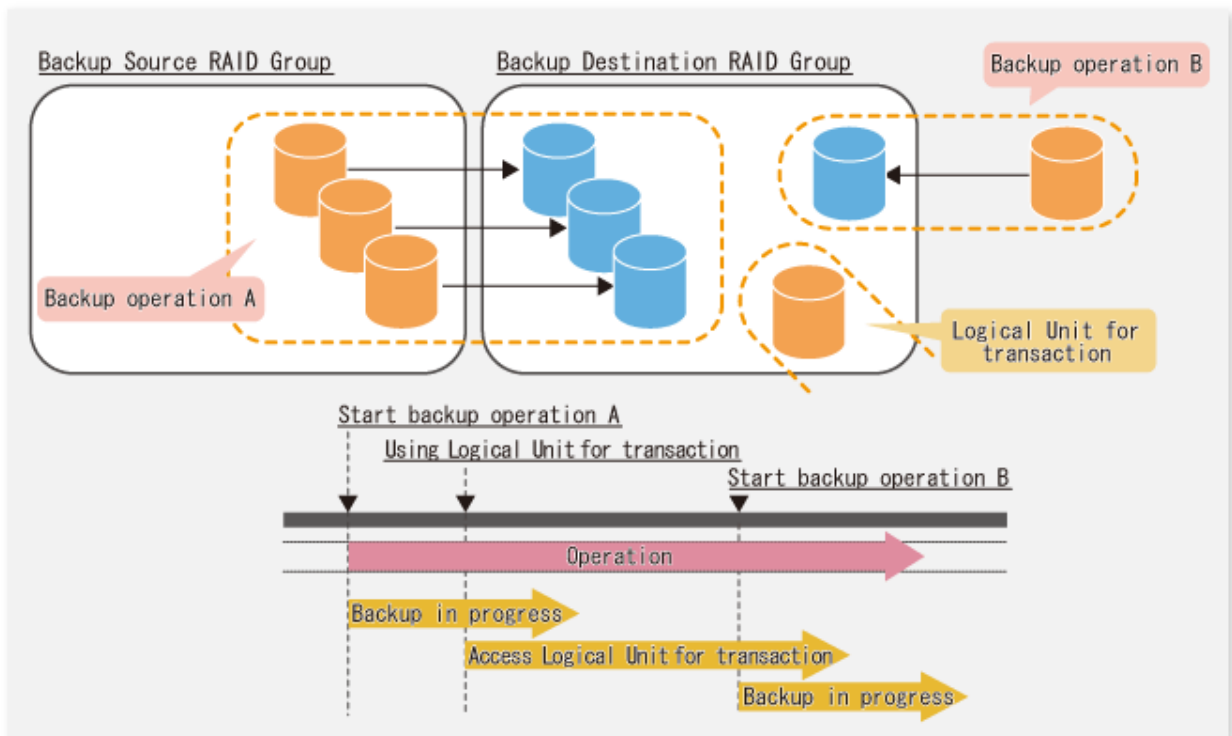 Backup Source RAID Group
Backup Destination RAID Group
Backup operation B
Backup operation A
Logical Unit for
transaction
Start backup operation A
Using Logical Unit for transaction
Start backup operation B
Operation
Backup in progress
Access Logical Unit for transaction
Backup in progress